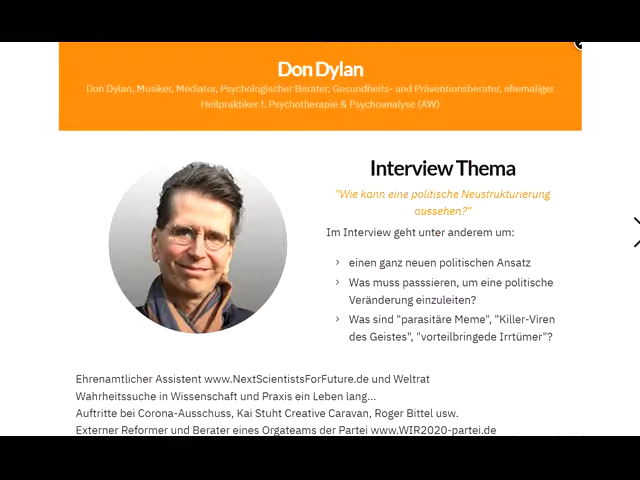 Don Dylan
Don Dylan, Musiker, Mediator, Psychologischer Berater, Gesundheits- und Präventionsberater, ehemaliger
Heilpraktiker f. Psychotherapie & Psychoanalyse (AW)
Interview Thema
"Wie kann eine politische Neustrukturierung
aussehen?"
Im Interview geht unter anderem um:
einen ganz neuen politischen Ansatz
Was muss passsieren, um eine politische
Veränderung einzuleiten?
Was sind "parasitäre Meme", "Killer-Viren
des Geistes", "vorteilbringede Irrtümer"?
Ehrenamtlicher Assistent www.NextScientistsForFuture.de und Weltrat
Wahrheitssuche in Wissenschaft und Praxis ein Leben lang...
Auftritte bei Corona-Ausschuss, Kai Stuht Creative Caravan, Roger Bittel usw.
Externer Reformer und Berater eines Orgateams der Partei www.WIR2020-partei.de